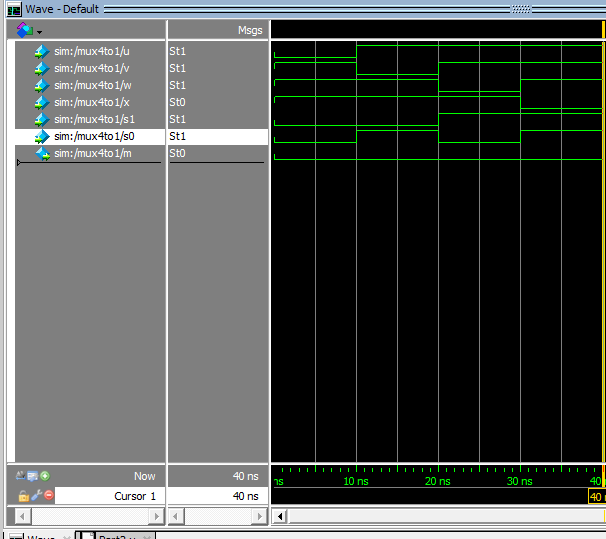 Wave - Default
Msgs
sim:/mux4to1/u St1
sim:/mux4to1/v St1
sim:/mux4to1/w St1
sim:/mux4to1/x St0
sim:/mux4to1/s1 St1
sim:/mux4to1/s0 St1
sim:/mux4to1/m St0
Now 40 ns ns 10 ns 20 ns 30 ns 40
Cursor 1 40 ns 40
Wave